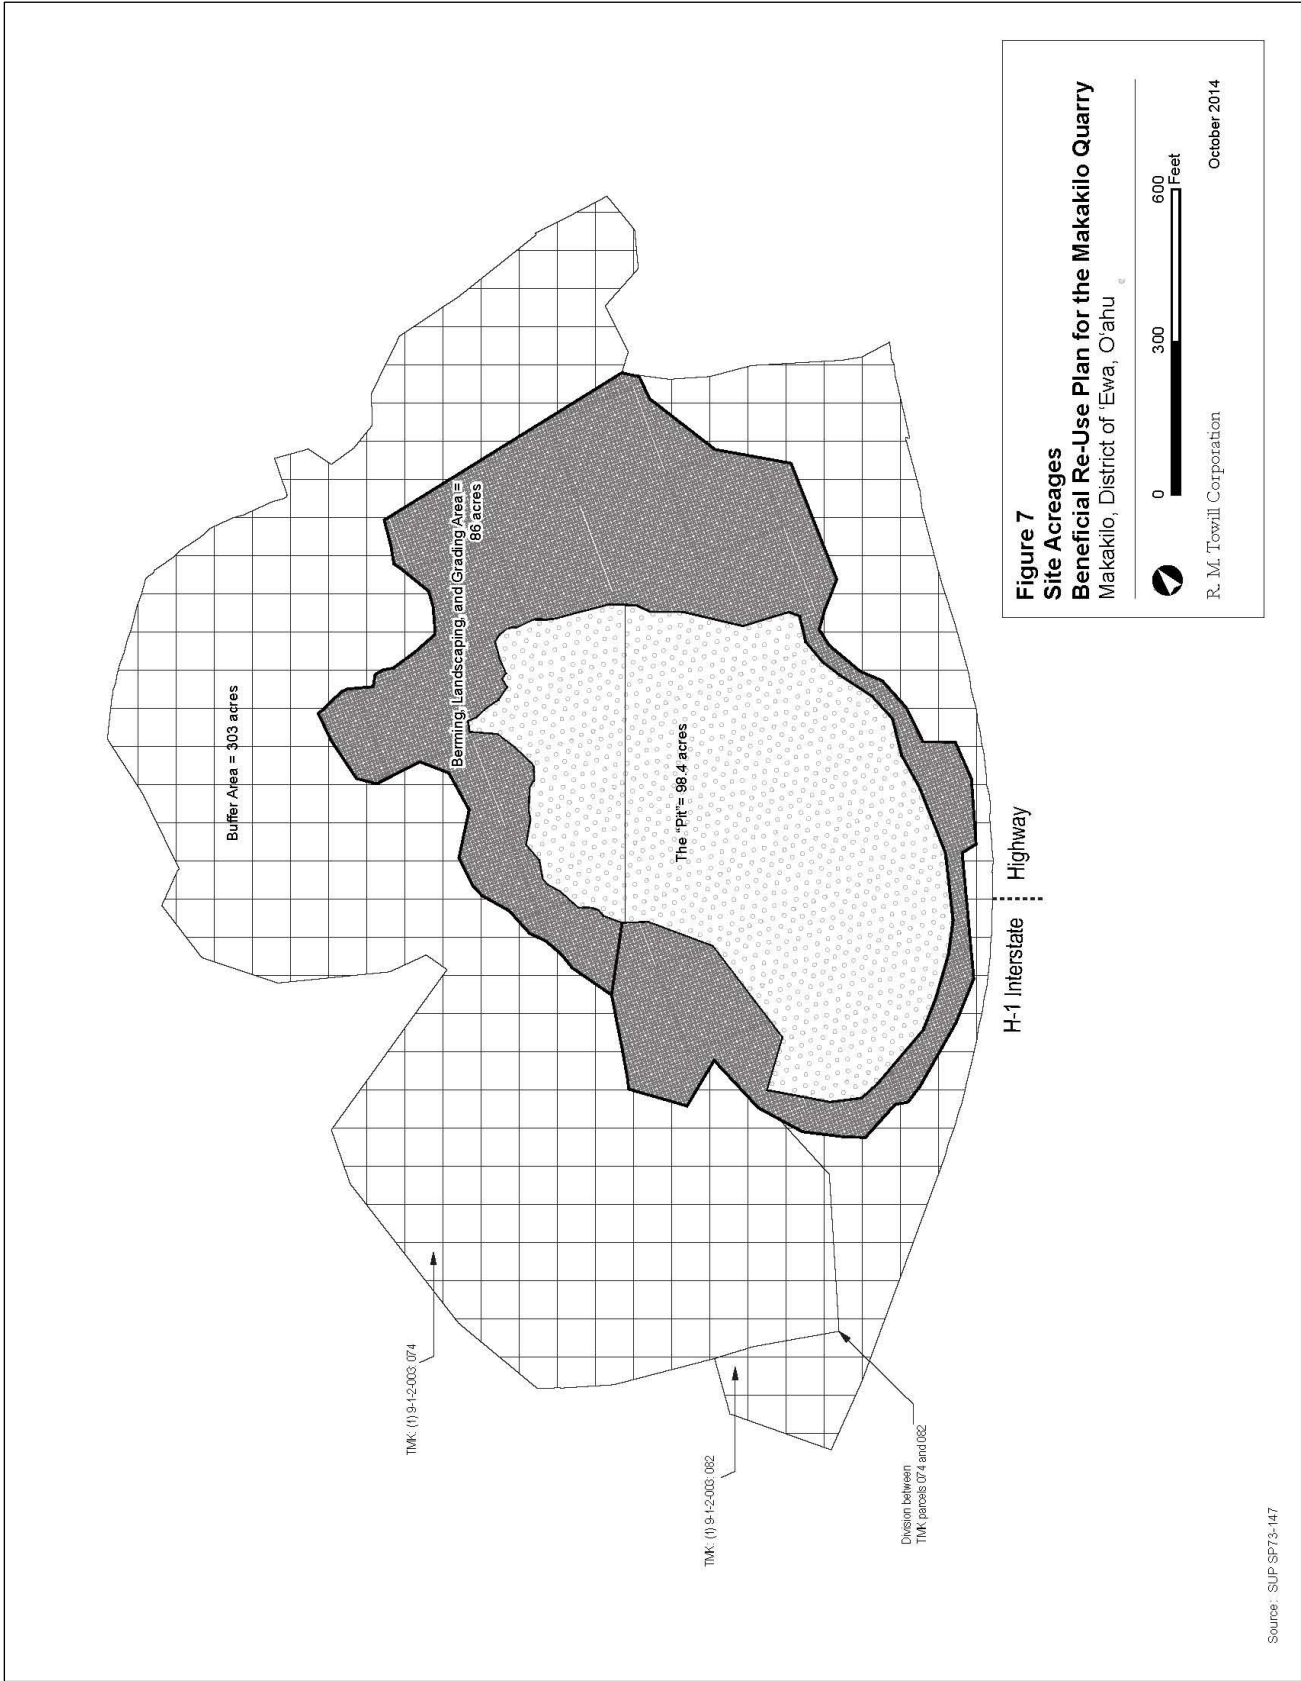 Buffer Area = 303 acres
Berming, Landscaping, and Grading Area =
86 acres
The "Pit"= 98.4 acres
TMK: (1) 9-1-2-003: 074
TMK: (1) 9-1-2-003: 082
Division between
TMK parcels 074 and 082
H-1 Interstate Highway
Figure 7
Site Acreages
Beneficial Re-Use Plan for the Makakilo Quarry
Makakilo, District of ‘Ewa, O‘ahu
e
0 300 600
Feet
R. M. Towill Corporation October 2014
Source: SUP SP73-147